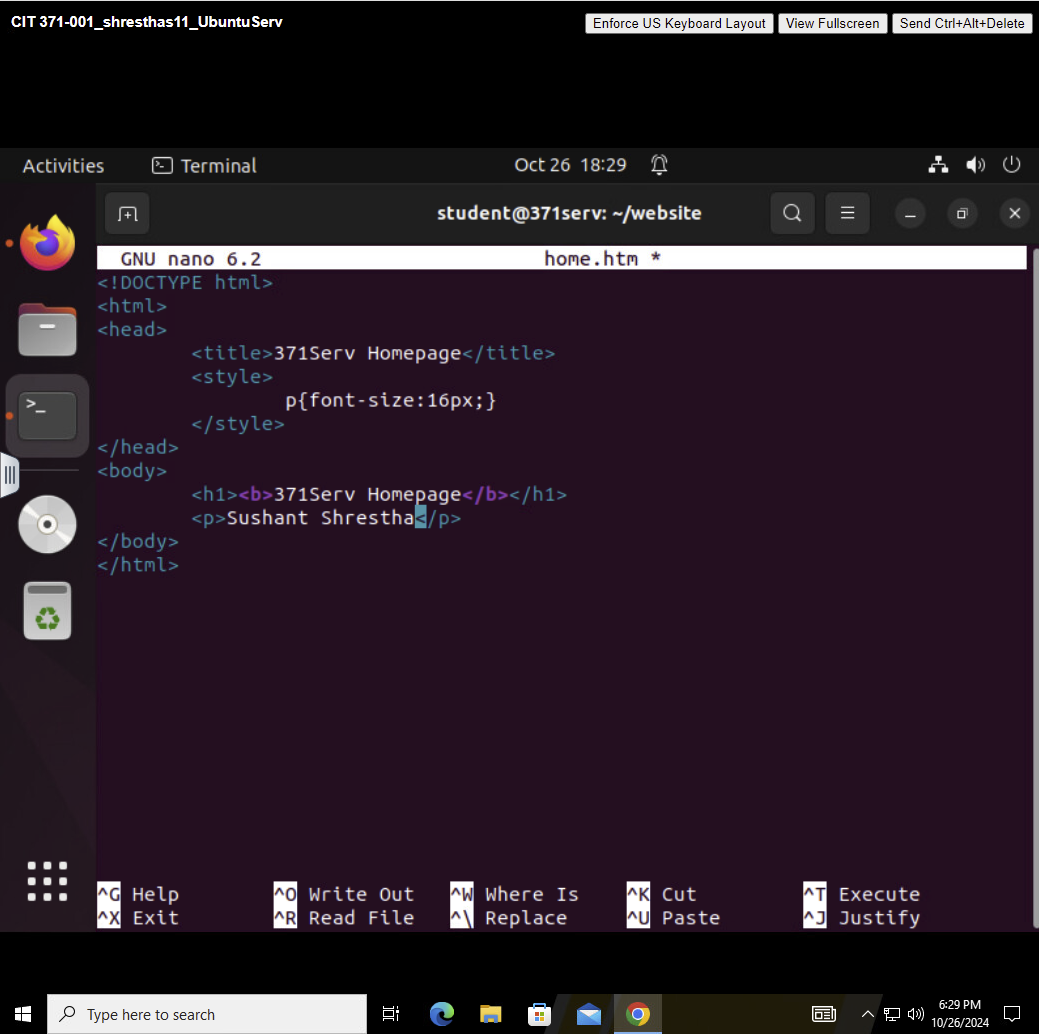 CIT 371-001_shresthas11_UbuntuServ
Enforce US Keyboard Layout View Fullscreen Send Ctrl+Alt+Delete
Activities Terminal Oct 26 18:29
student@371serv: ~/website
GNU nano 6.2 home.htm *
<!DOCTYPE html>
<html>
<head>
<title>371Serv Homepage</title>
<style>
p{font-size:16px;}
</style>
</head>
<body>
<h1><b>371Serv Homepage</b></h1>
<p>Sushant Shrestha</p>
</body>
</html>
^G Help ^O Write Out ^W Where Is ^K Cut ^T Execute
^X Exit ^R Read File ^\ Replace ^U Paste ^J Justify
Type here to search
6:29 PM
10/26/2024